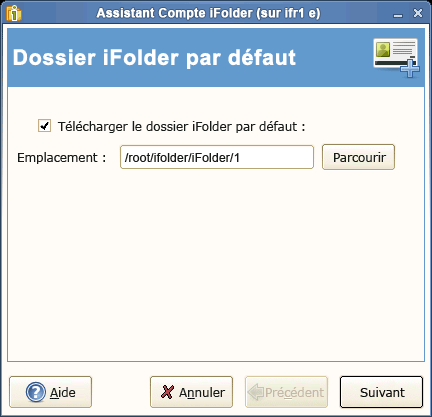 Assistant Compte iFolder (sur ifr1 e)
Dossier iFolder par défaut
Télécharger le dossier iFolder par défaut :
Emplacement : /root/ifolder/iFolder/1 Parcourir
Aide Annuler Précédent Suivant